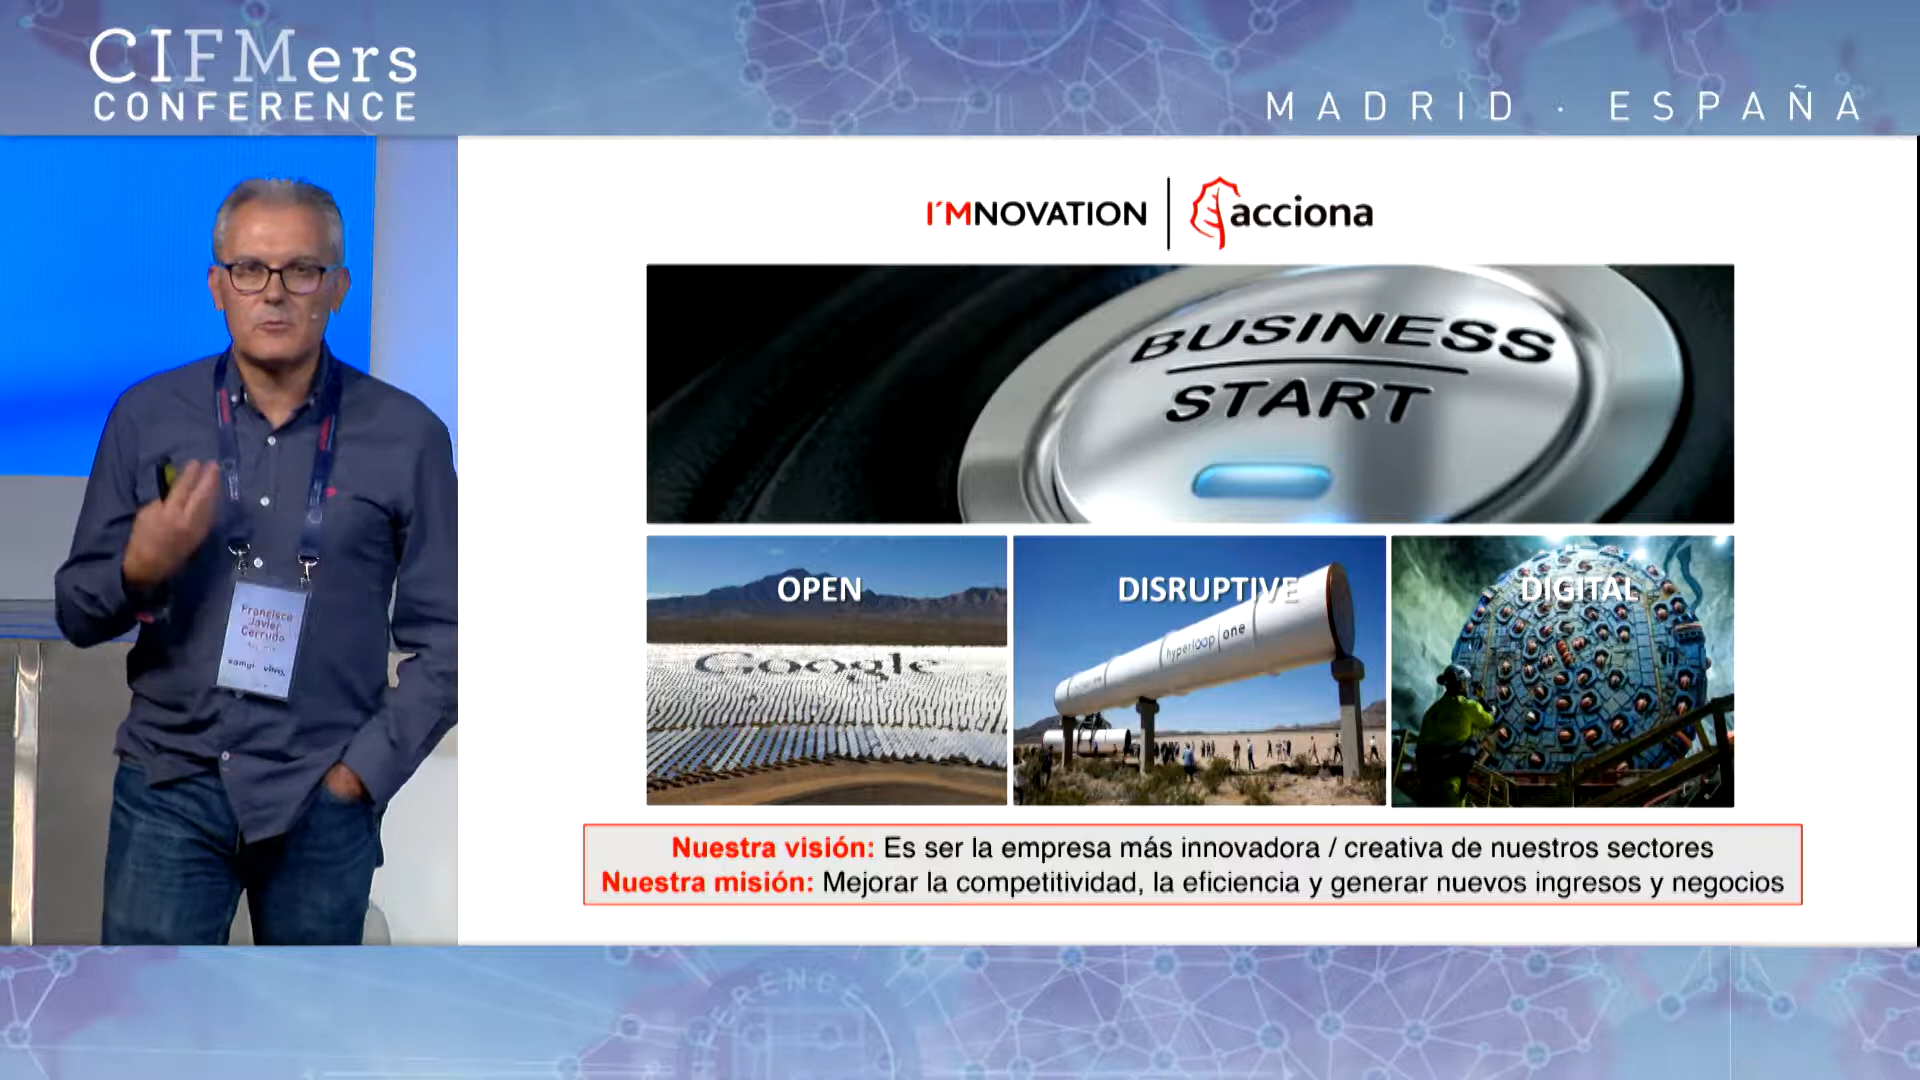 CIFMers
CONFERENCE
MADRID · ESPAÑA
I'MNOVATION
acciona
BUSINESS
START
OPEN
DISRUPTIVE
DIGITAL
Google
hyperloop | one
Francisco
Javier
Cerrudo
Nuestra visión: Es ser la empresa más innovadora / creativa de nuestros sectores
Nuestra misión: Mejorar la competitividad, la eficiencia y generar nuevos ingresos y negocios